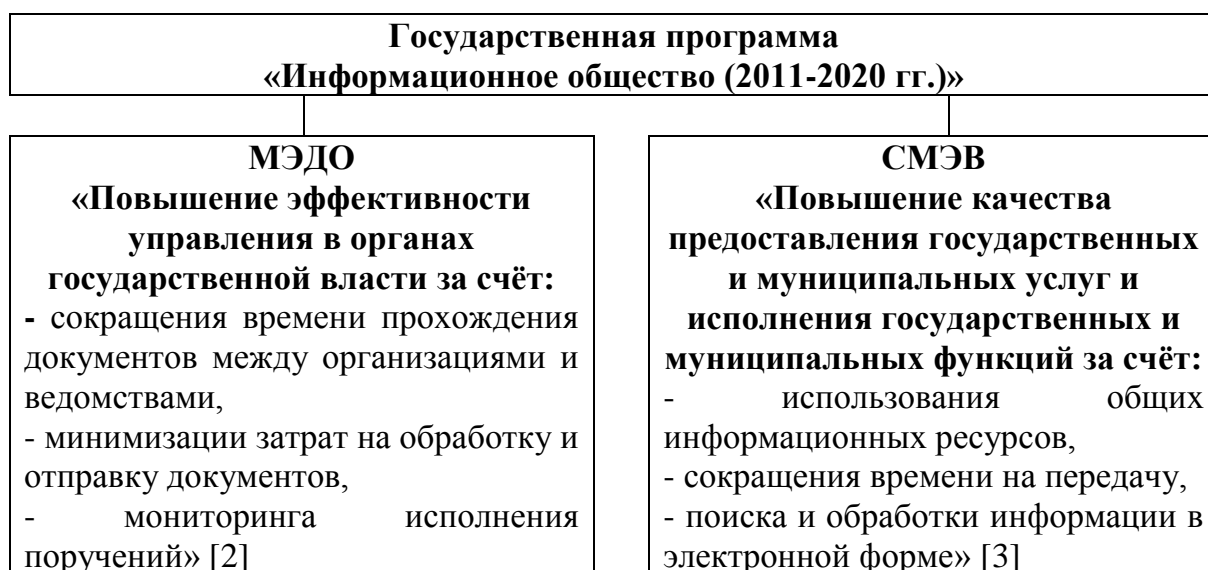 Государственная программа
«Информационное общество (2011-2020 гг.)»
МЭДО
«Повышение эффективности
управления в органах
государственной власти за счёт:
- сокращения времени прохождения
документов между организациями и
ведомствами,
- минимизации затрат на обработку и
отправку документов,
- мониторинга исполнения
поручений» [2]
СМЭВ
«Повышение качества
предоставления государственных
и муниципальных услуг и
исполнения государственных и
муниципальных функций за счёт:
- использования общих
информационных ресурсов,
- сокращения времени на передачу,
- поиска и обработки информации в
электронной форме» [3]